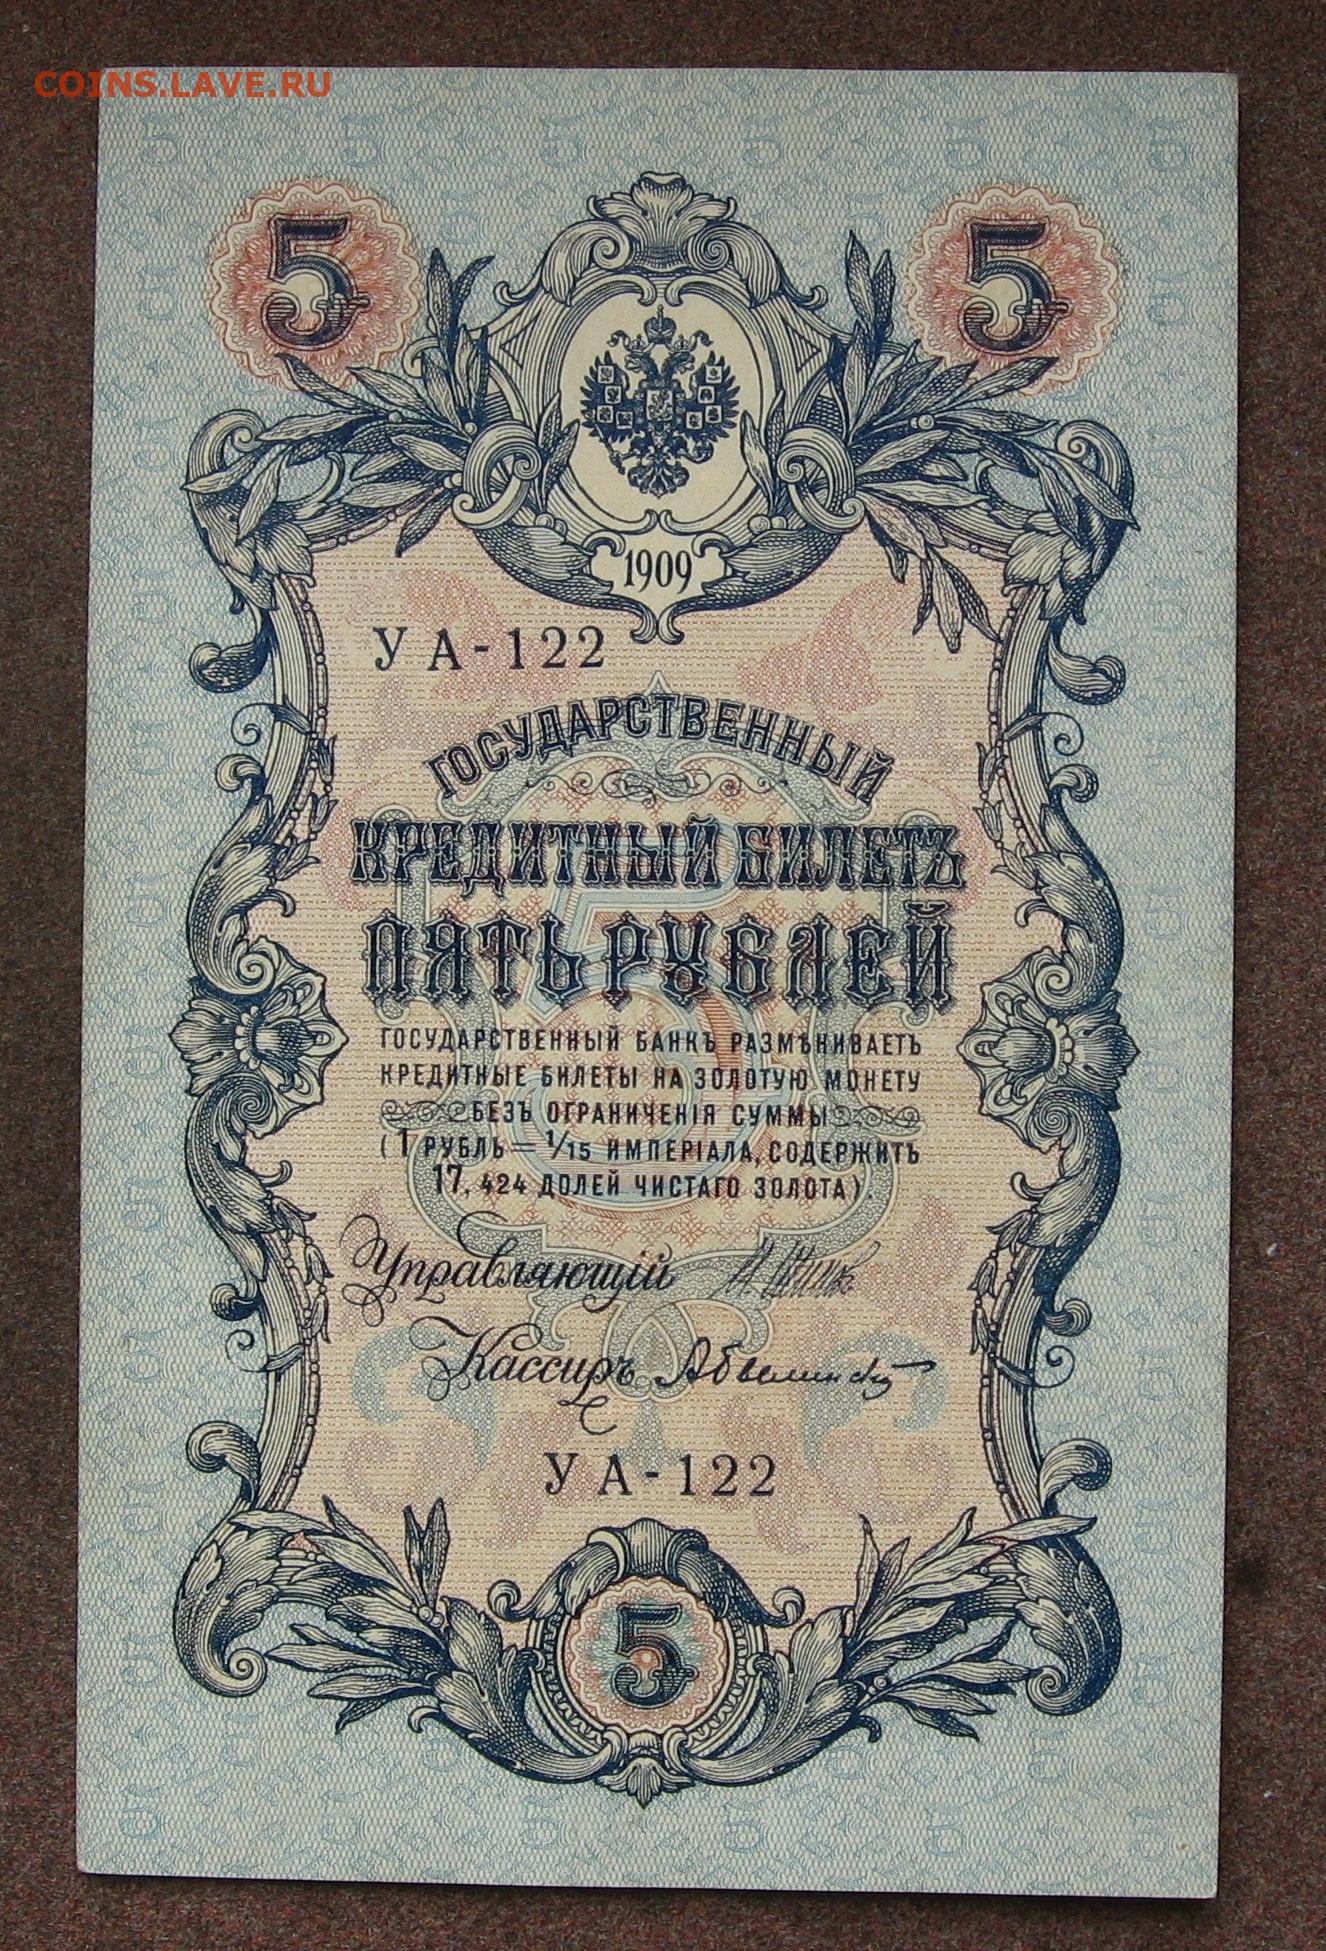 COINS.LAVE.RU
5 5
1909
УА-122
ГОСУДАРСТВЕННЫЙ
КРЕДИТНЫЙ БИЛЕТЪ
ПЯТЬ РУБЛЕЙ
ГОСУДАРСТВЕННЫЙ БАНКЪ РАЗМѢНИВАЕТЪ
КРЕДИТНЫЕ БИЛЕТЫ НА ЗОЛОТУЮ МОНЕТУ
БЕЗЪ ОГРАНИЧЕНІЯ СУММЫ
(1 РУБЛЬ = 1/15 ИМПЕРІАЛА, СОДЕРЖИТЪ
17,424 ДОЛЕЙ ЧИСТАГО ЗОЛОТА).
Управляющій
Кассиръ
УА-122
5